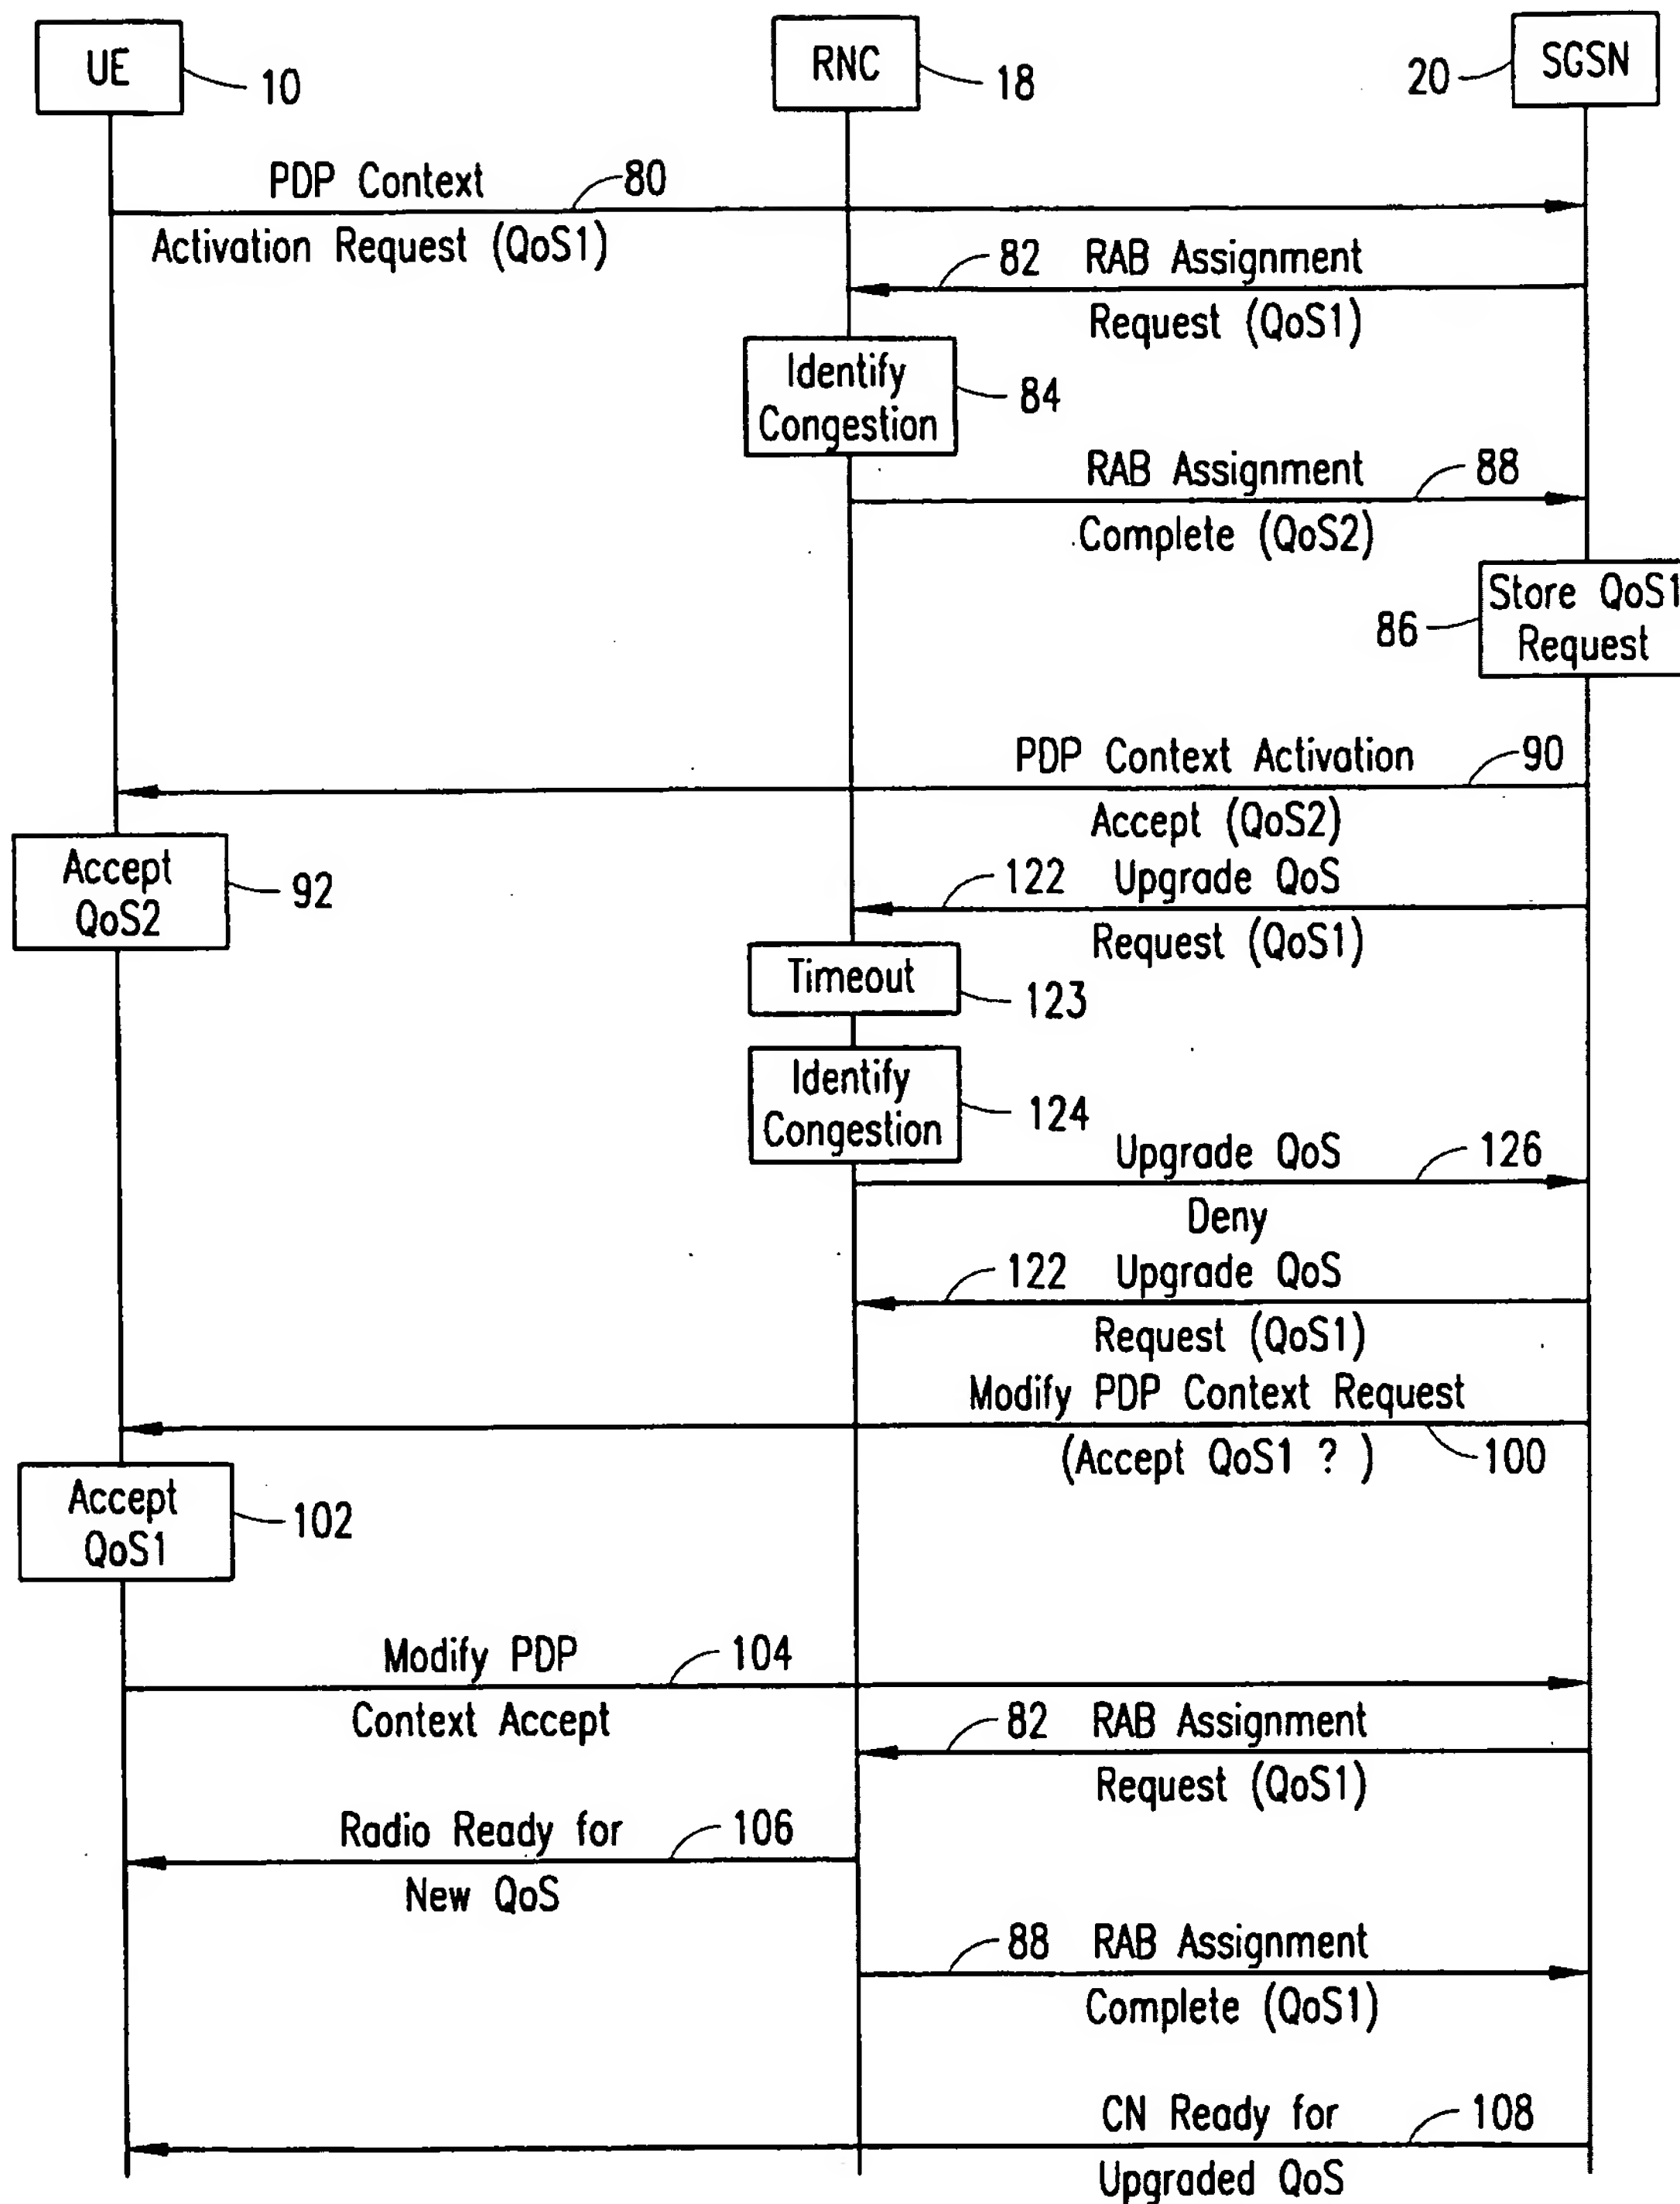 UE
10
RNC
18
20
SGSN
PDP Context
80
Activation Request (QoS1)
82 RAB Assignment
Request (QoS1)
Identify
Congestion
84
RAB Assignment
88
Complete (QoS2)
Store QoS1
Request
86
PDP Context Activation
90
Accept (QoS2)
Accept
QoS2
92
122 Upgrade QoS
Request (QoS1)
Timeout
123
Identify
Congestion
124
Upgrade QoS
126
Deny
122 Upgrade QoS
Request (QoS1)
Modify PDP Context Request
(Accept QoS1 ? )
100
Accept
QoS1
102
Modify PDP
104
Context Accept
82 RAB Assignment
Request (QoS1)
Radio Ready for
106
New QoS
88 RAB Assignment
Complete (QoS1)
CN Ready for
108
Upgraded QoS